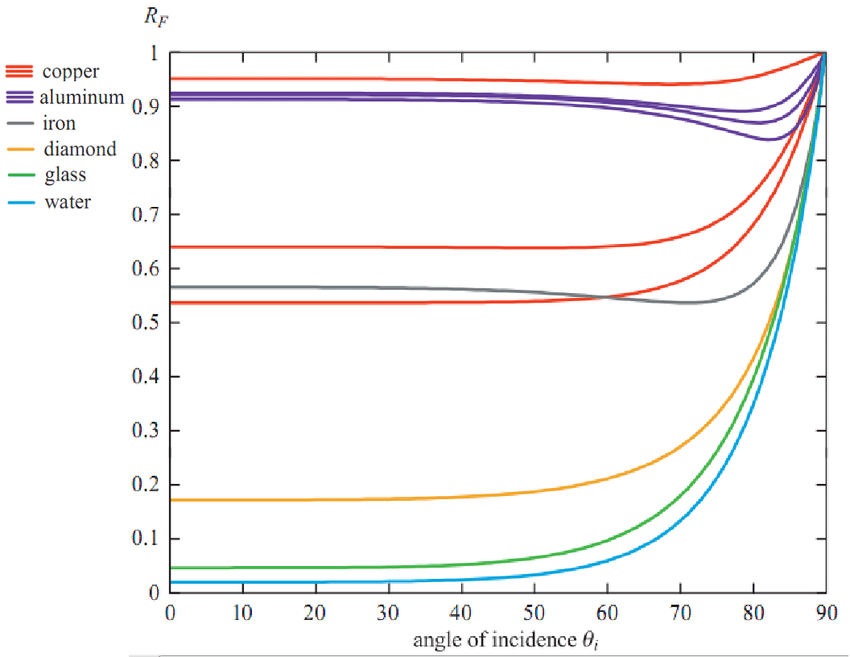 R_F
copper
aluminum
iron
diamond
glass
water
1
0.9
0.8
0.7
0.6
0.5
0.4
0.3
0.2
0.1
0
0 10 20 30 40 50 60 70 80 90
angle of incidence θ_i